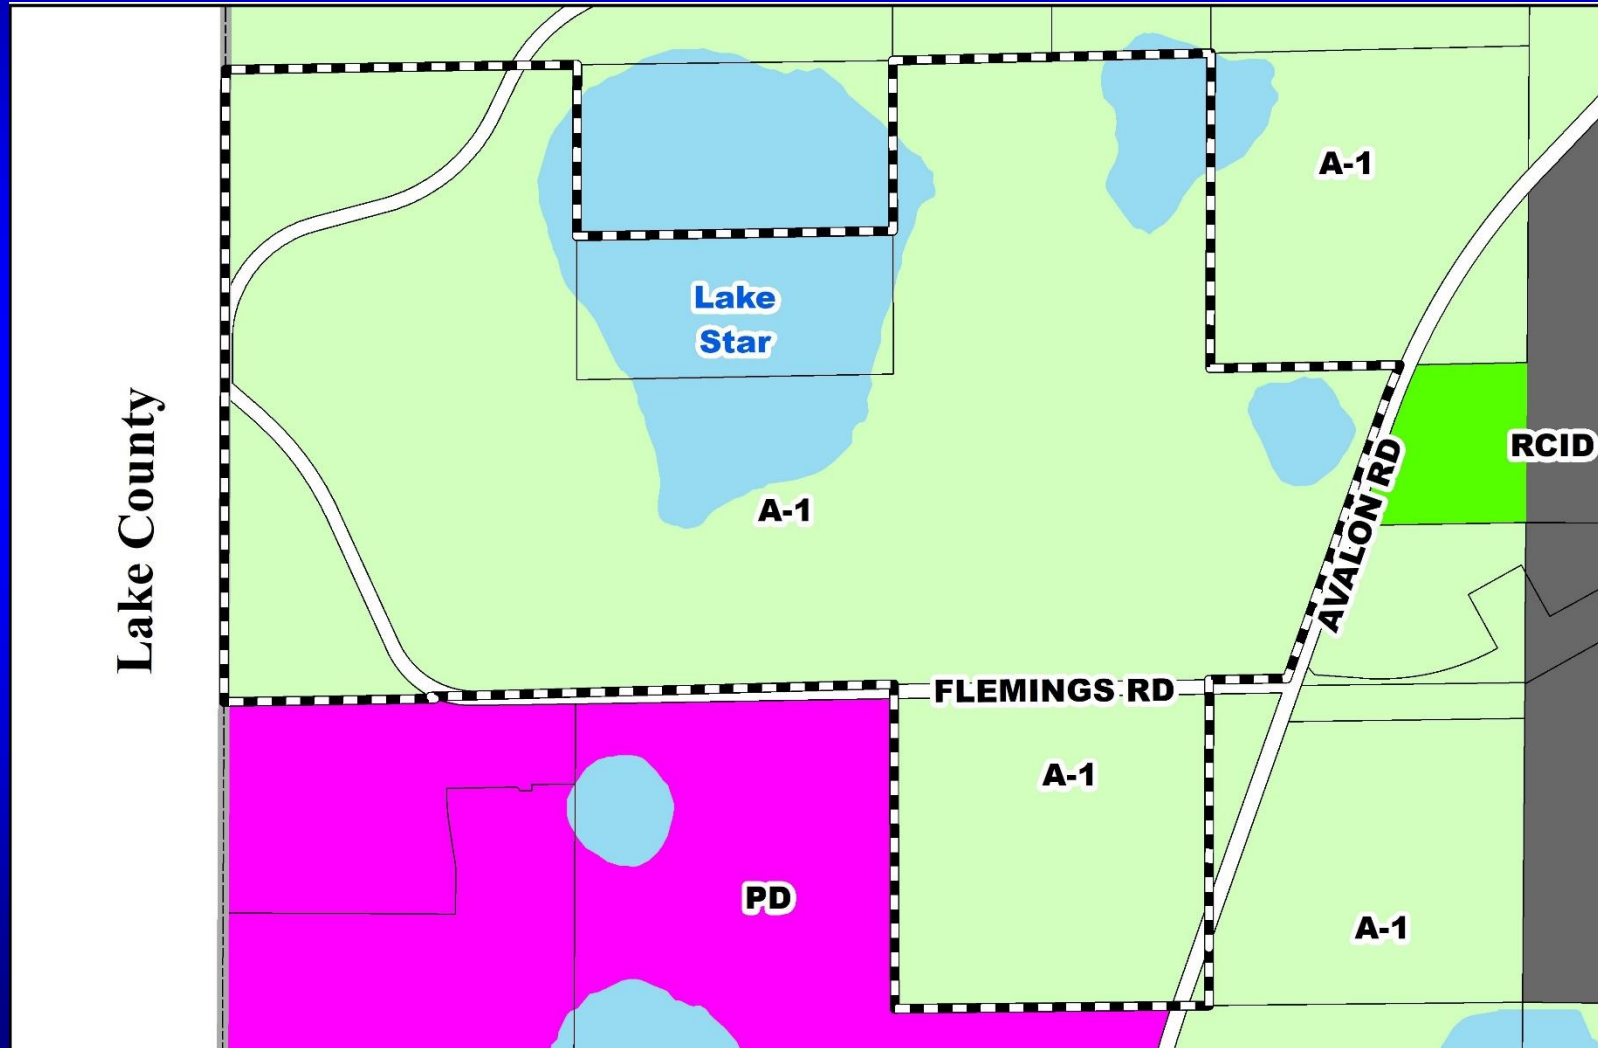 A-1
Lake
Star
RCID
Lake County
AVALON RD
A-1
FLEMINGS RD
A-1
PD
A-1